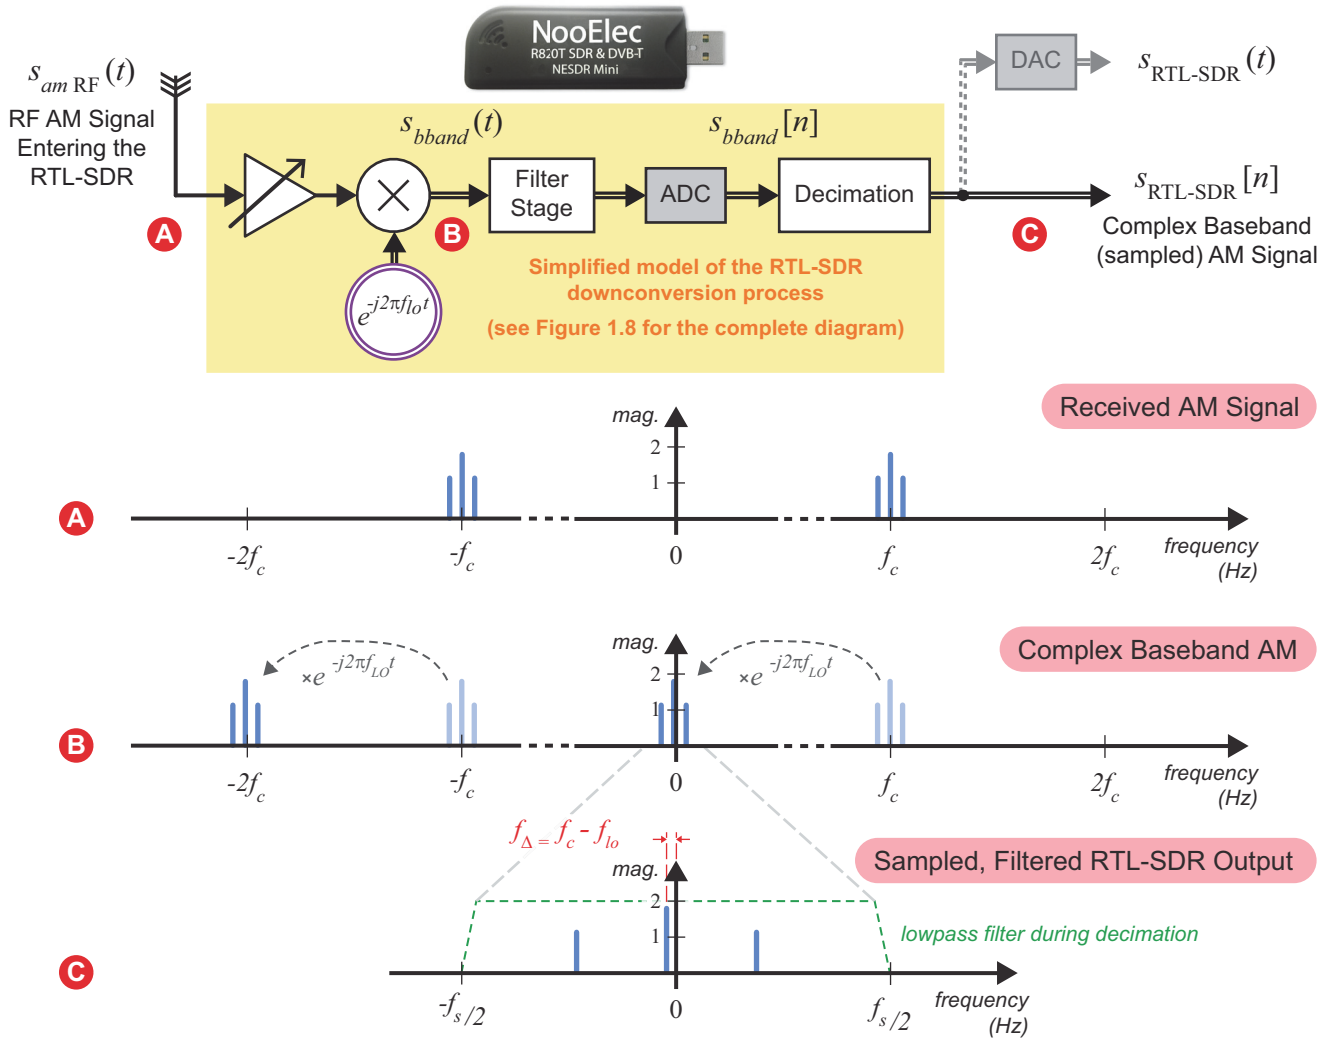 NooElec
R820T SDR & DVB-T
NESDR Mini
s_am RF(t)
RF AM Signal
Entering the
RTL-SDR
A
s_bband(t)
s_bband[n]
B
Filter
Stage
ADC
Decimation
DAC
s_RTL-SDR(t)
s_RTL-SDR[n]
C
Complex Baseband
(sampled) AM Signal
e^-j2πf_lo t
Simplified model of the RTL-SDR
downconversion process
(see Figure 1.8 for the complete diagram)
Received AM Signal
mag.
2
1
A
-2f_c
-f_c
0
f_c
2f_c
frequency
(Hz)
Complex Baseband AM
mag.
2
1
×e^-j2πf_LO t
×e^-j2πf_LO t
B
-2f_c
-f_c
0
f_c
2f_c
frequency
(Hz)
f_Δ = f_c - f_lo
Sampled, Filtered RTL-SDR Output
mag.
2
1
lowpass filter during decimation
C
-f_s/2
0
f_s/2
frequency
(Hz)